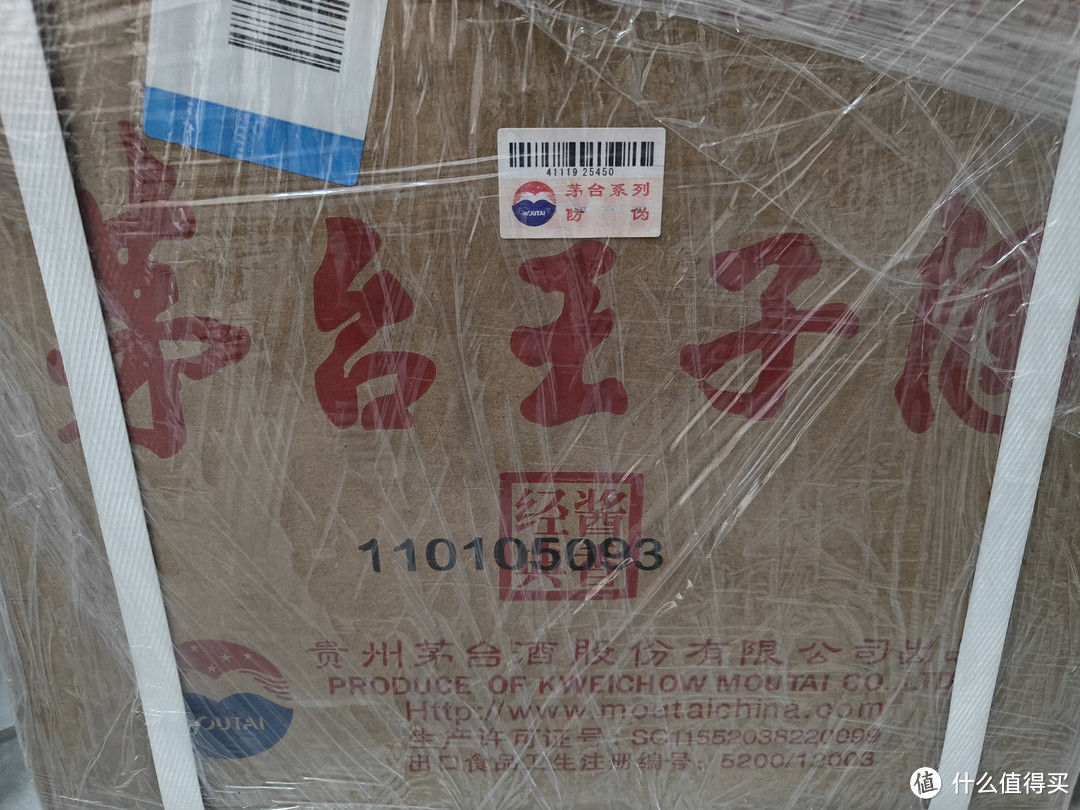 41119 25450
茅台系列
防 伪
MOUTAI
茅台王子酒
酱香
经典
110105093
贵州茅台酒股份有限公司出品
PRODUCE OF KWEICHOW MOUTAI CO. LTD
Http://www.moutaichina.com
生产许可证号：SC11552038220099
出口食品卫生注册编号：5200/12003
MOUTAI
值 什么值得买